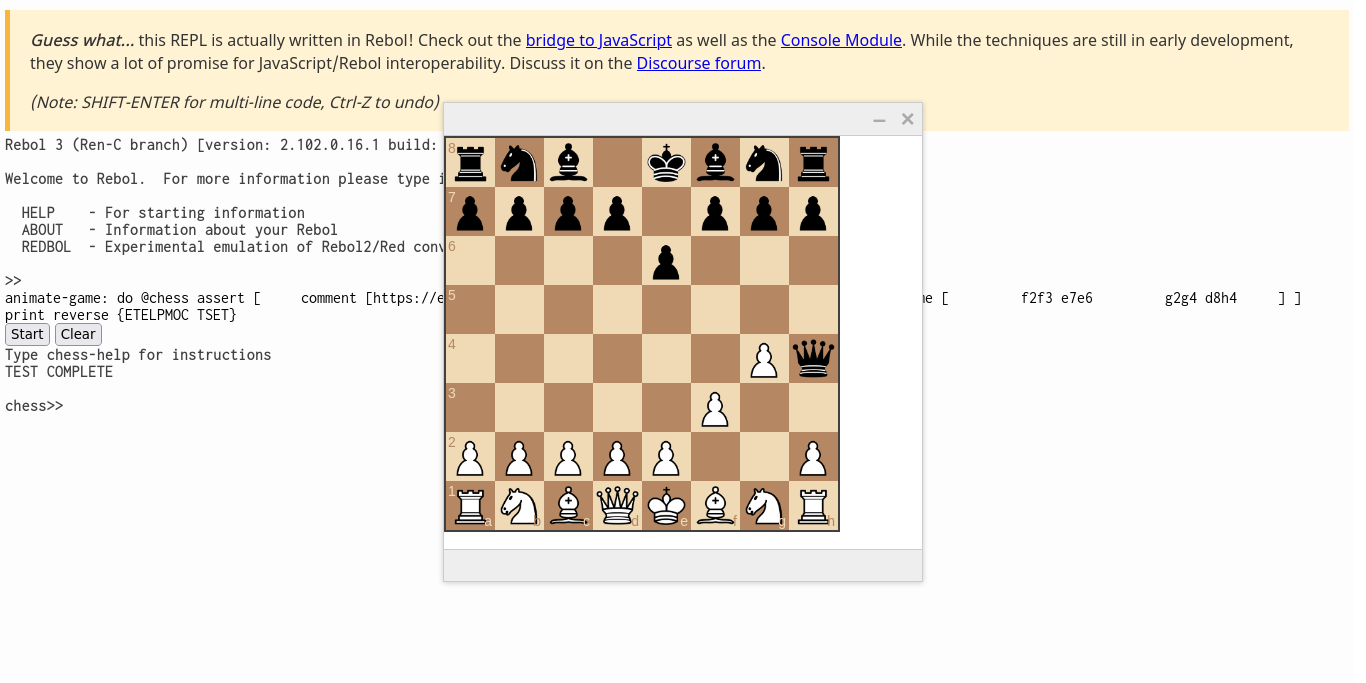 Guess what... this REPL is actually written in Rebol! Check out the bridge to JavaScript as well as the Console Module. While the techniques are still in early development,
they show a lot of promise for JavaScript/Rebol interoperability. Discuss it on the Discourse forum.
(Note: SHIFT-ENTER for multi-line code, Ctrl-Z to undo)
Rebol 3 (Ren-C branch) [version: 2.102.0.16.1 build:
Welcome to Rebol. For more information please type
HELP - For starting information
ABOUT - Information about your Rebol
REDBOL - Experimental emulation of Rebol2/Red
>>
animate-game: do @chess assert [ comment [https:// [ f2f3 e7e6 g2g4 d8h4 ] ]
print reverse {ETELPMOC TSET}
Start Clear
Type chess-help for instructions
TEST COMPLETE
chess>>
8
7
6
5
4
3
2
1
a b c d e f g h